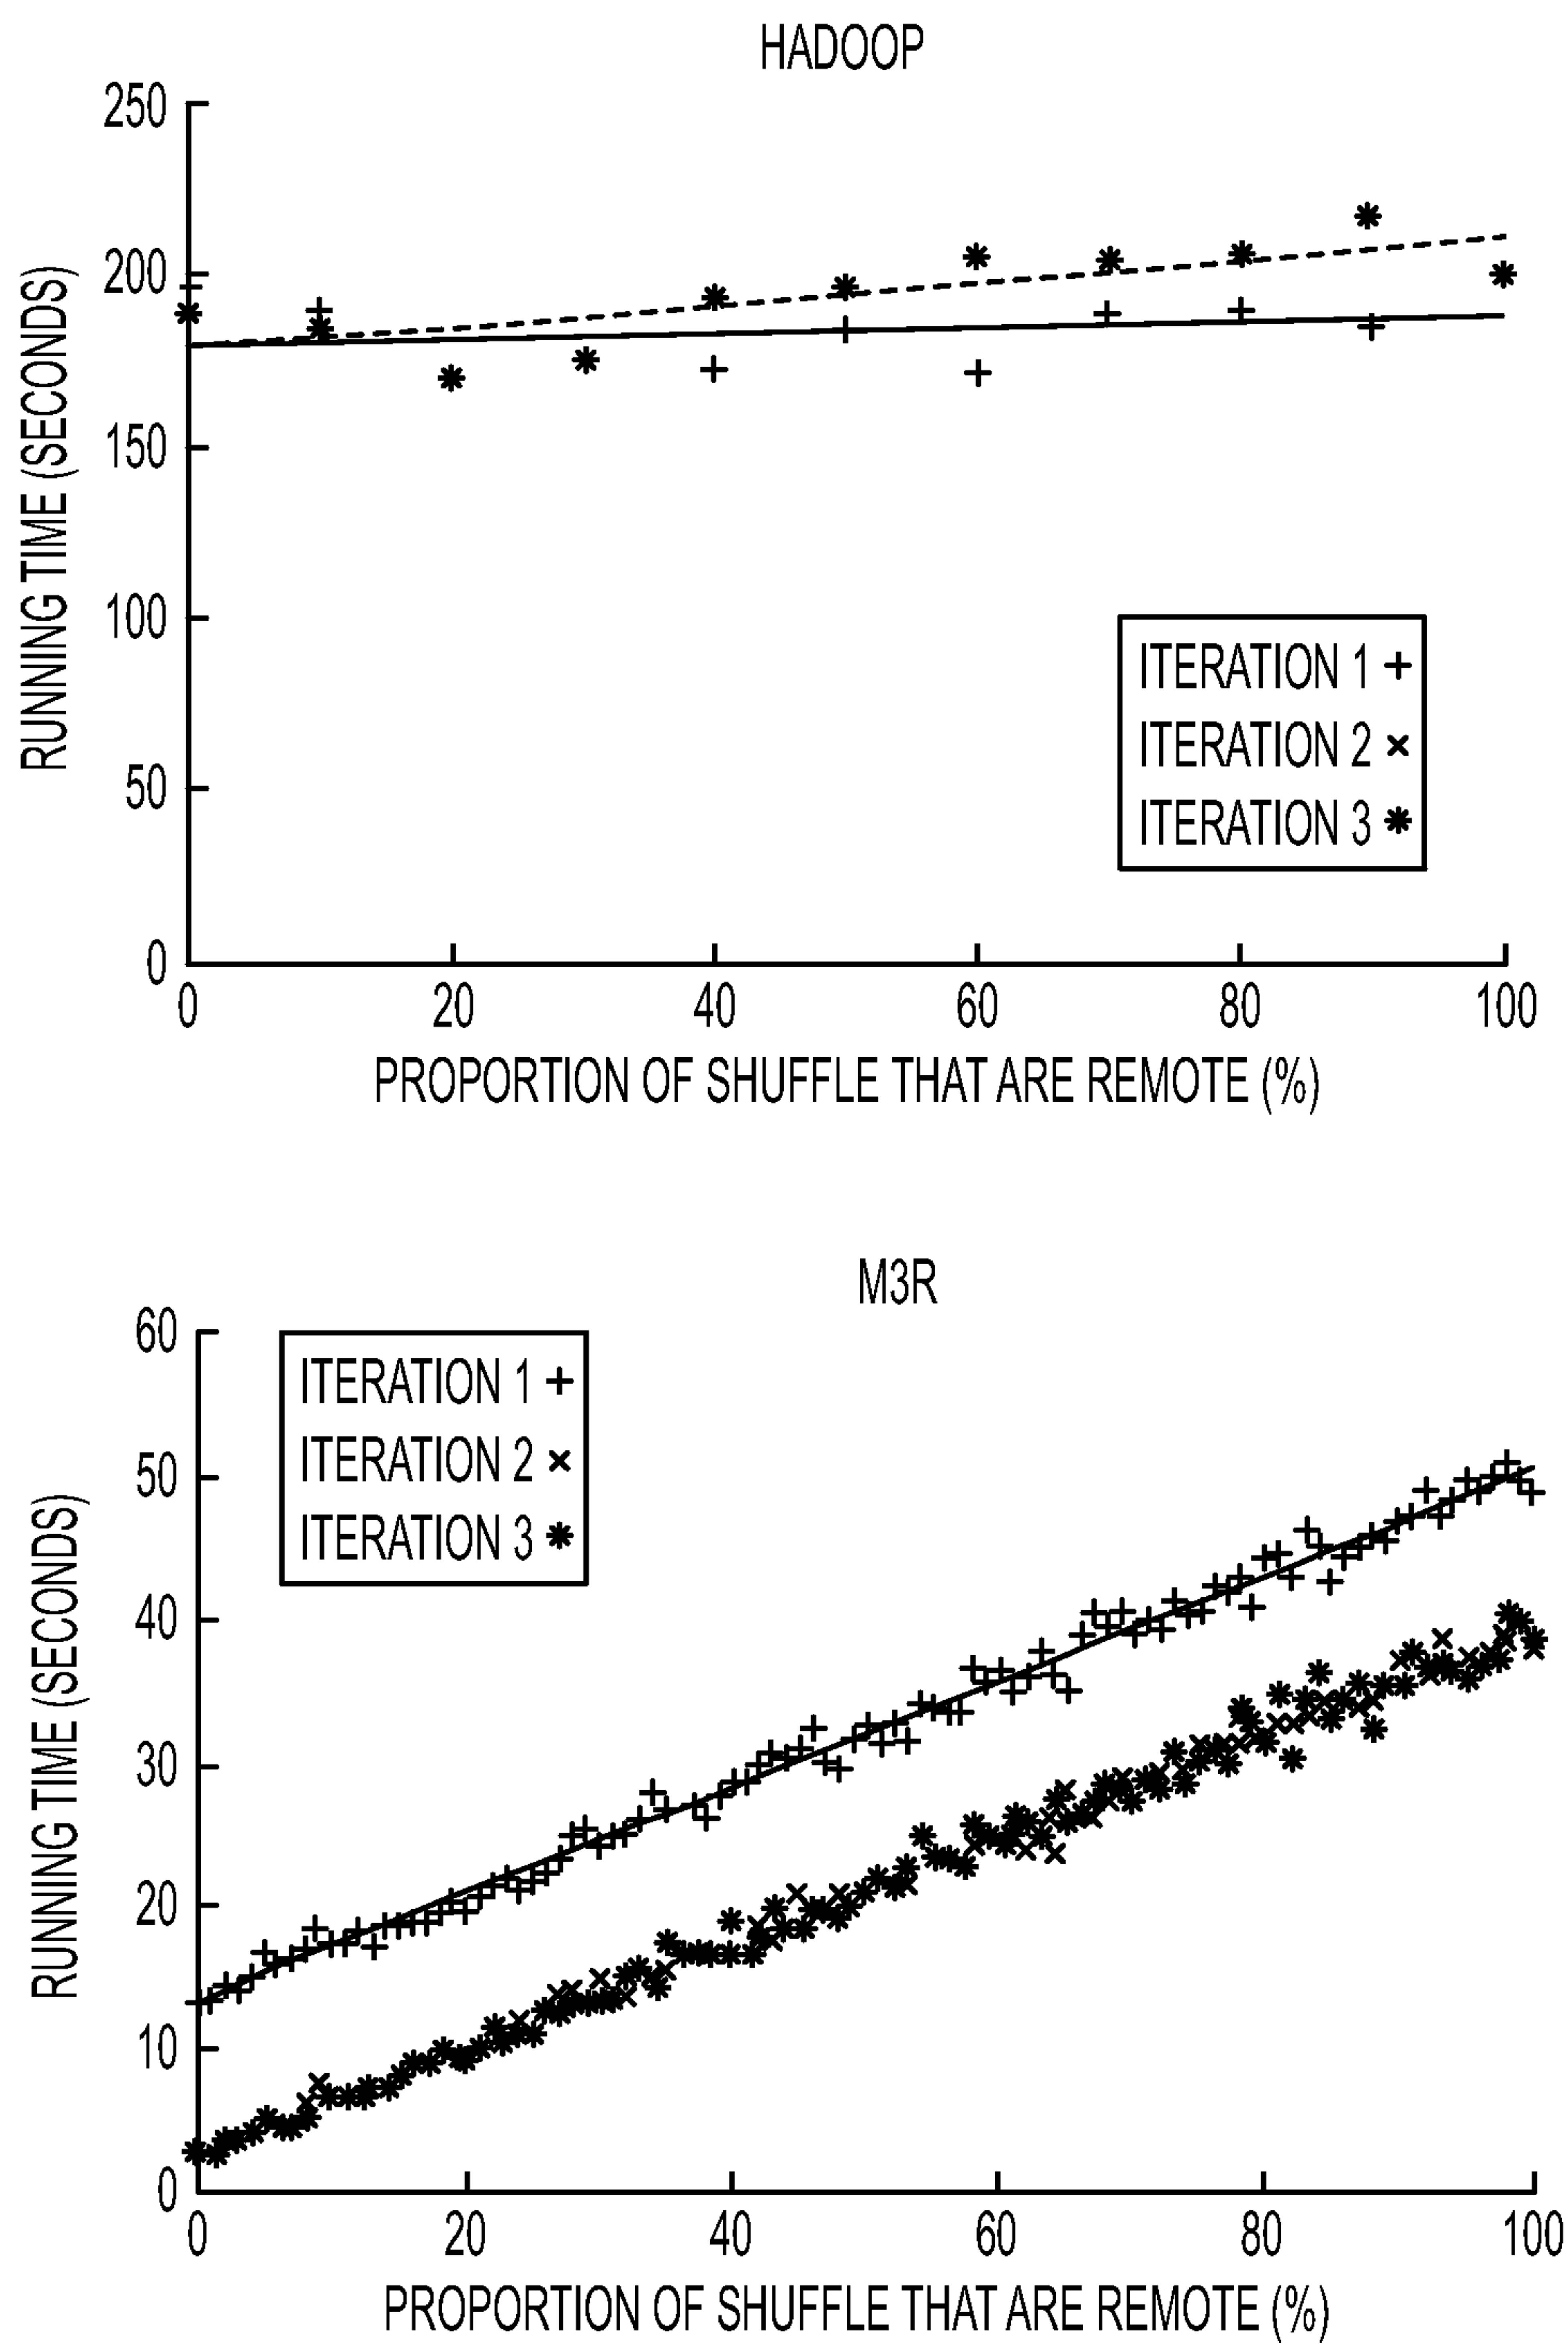 HADOOP
250
200
150
100
50
0
RUNNING TIME (SECONDS)
ITERATION 1 +
ITERATION 2 ×
ITERATION 3 ✱
0 20 40 60 80 100
PROPORTION OF SHUFFLE THAT ARE REMOTE (%)
M3R
60
50
40
30
20
10
0
RUNNING TIME (SECONDS)
ITERATION 1 +
ITERATION 2 ×
ITERATION 3 ✱
0 20 40 60 80 100
PROPORTION OF SHUFFLE THAT ARE REMOTE (%)